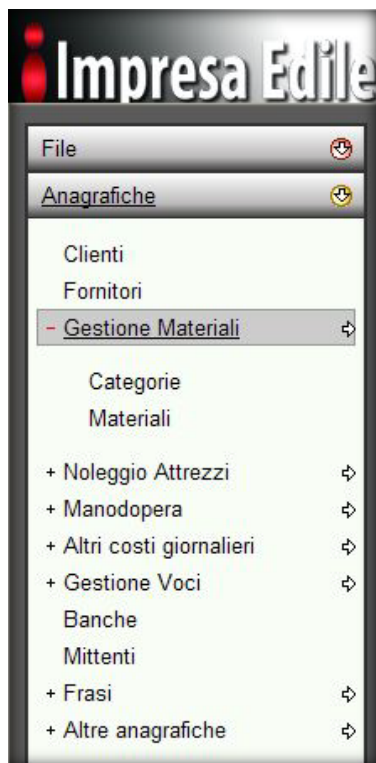 Impresa Edile
File
Anagrafiche
Clienti
Fornitori
- Gestione Materiali
Categorie
Materiali
+ Noleggio Attrezzi
+ Manodopera
+ Altri costi giornalieri
+ Gestione Voci
Banche
Mittenti
+ Frasi
+ Altre anagrafiche